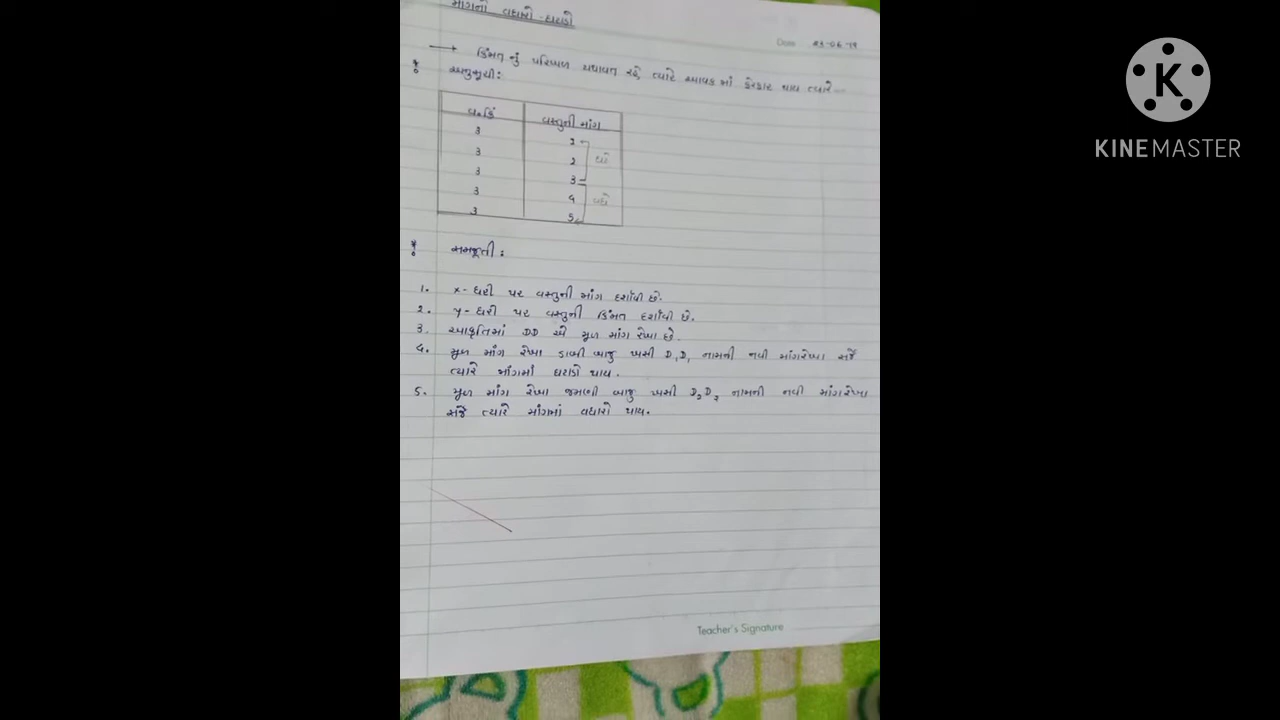 માંગનો વધારો-ઘટાડો
Date 23-06-19
→ કિંમત નું પરિબળ યથાવત રહે ત્યારે આવક માં ફેરફાર થાય ત્યારે
અનુસૂચી:
વ.કિં વસ્તુની માંગ
3 1
3 2 ઘટે
3 3
3 4 વધે
3 5
સમજૂતી:
1. x- ધરી પર વસ્તુની માંગ દર્શાવી છે.
2. y- ધરી પર વસ્તુની કિંમત દર્શાવી છે.
3. આકૃતિમાં DD એ મૂળ માંગ રેખા છે.
4. મૂળ માંગ રેખા ડાબી બાજુ ખસી D₁D₁ નામની નવી માંગરેખા સર્જે
ત્યારે માંગમાં ઘટાડો થાય.
5. મૂળ માંગ રેખા જમણી બાજુ ખસી D₂D₂ નામની નવી માંગરેખા
સર્જે ત્યારે માંગમાં વધારો થાય.
Teacher's Signature
K
KINEMASTER